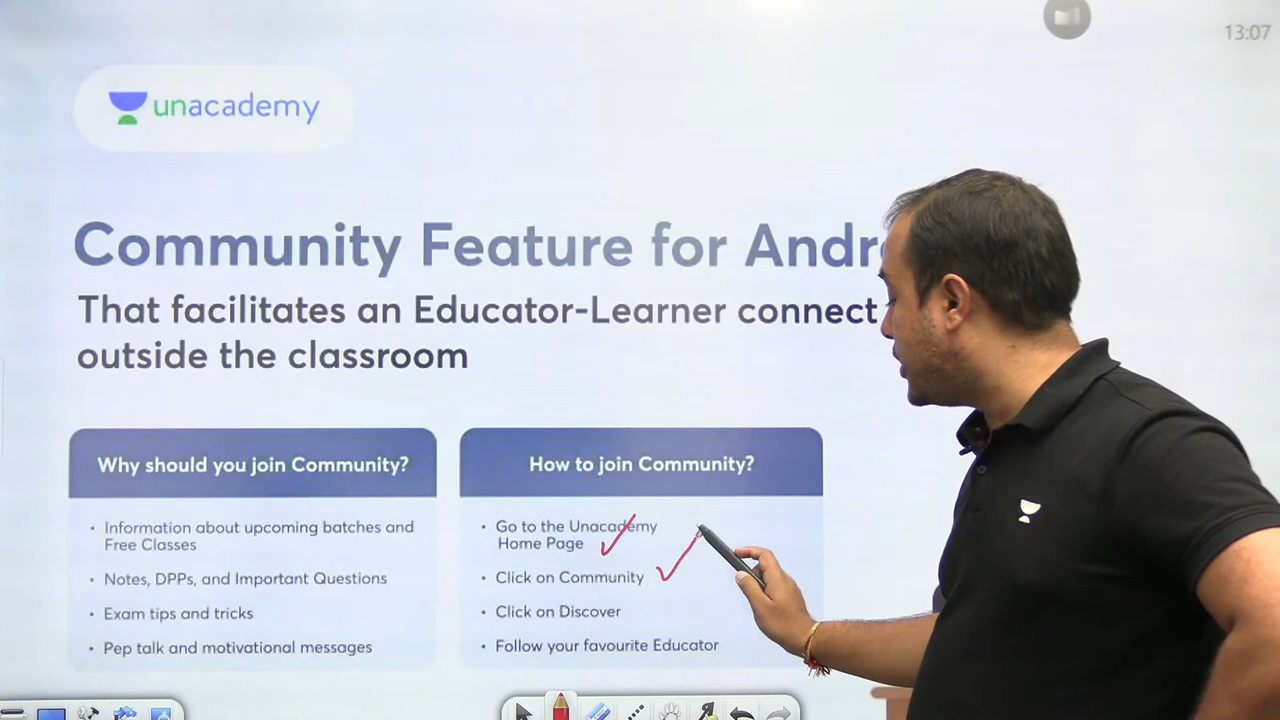 13:07
unacademy
Community Feature for Andr
That facilitates an Educator-Learner connect
outside the classroom
Why should you join Community?
• Information about upcoming batches and
Free Classes
• Notes, DPPs, and Important Questions
• Exam tips and tricks
• Pep talk and motivational messages
How to join Community?
• Go to the Unacademy
Home Page
• Click on Community
• Click on Discover
• Follow your favourite Educator